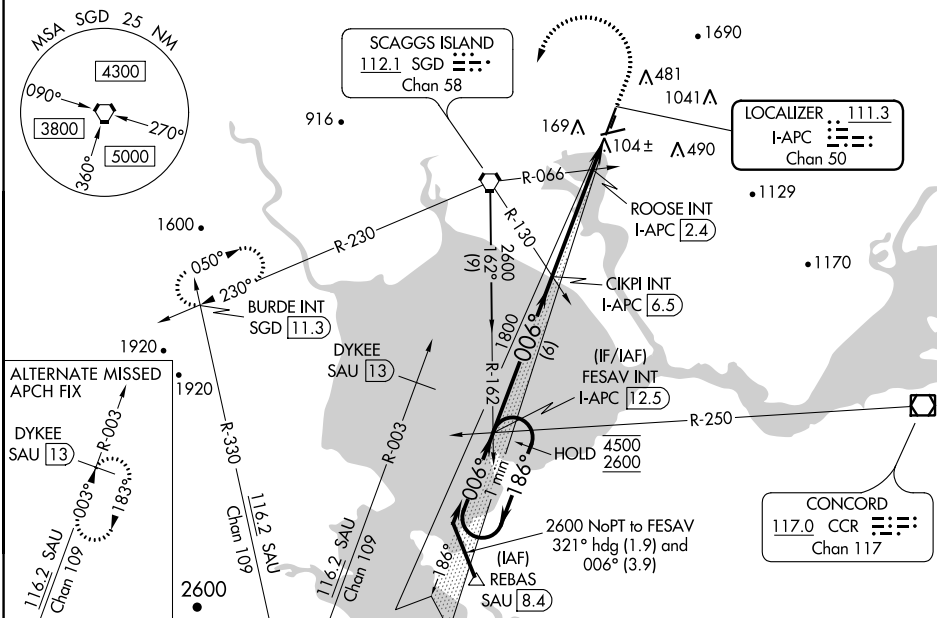 MSA SGD 25 NM
4300
090°
3800
270°
5000
360°
SCAGGS ISLAND
112.1 SGD
Chan 58
1690
481
1041
LOCALIZER 111.3
I-APC
Chan 50
916
169
104±
490
R-066
ROOSE INT
I-APC 2.4
1129
R-130
R-230
1600
050°
230°
2600
162°
(9)
CIKPI INT
I-APC 6.5
1170
BURDE INT
SGD 11.3
1800
006°
(6)
DYKEE
SAU 13
R-162
(IF/IAF)
FESAV INT
I-APC 12.5
1920
1920
ALTERNATE MISSED
APCH FIX
DYKEE
SAU 13
R-003
003°
183°
116.2 SAU
Chan 109
R-330
116.2 SAU
Chan 109
2600
R-003
116.2 SAU
Chan 109
R-250
HOLD 4500
2600
006°
1 min
186°
186°
2600 NoPT to FESAV
321° hdg (1.9) and
006° (3.9)
(IAF)
REBAS
SAU 8.4
CONCORD
117.0 CCR
Chan 117